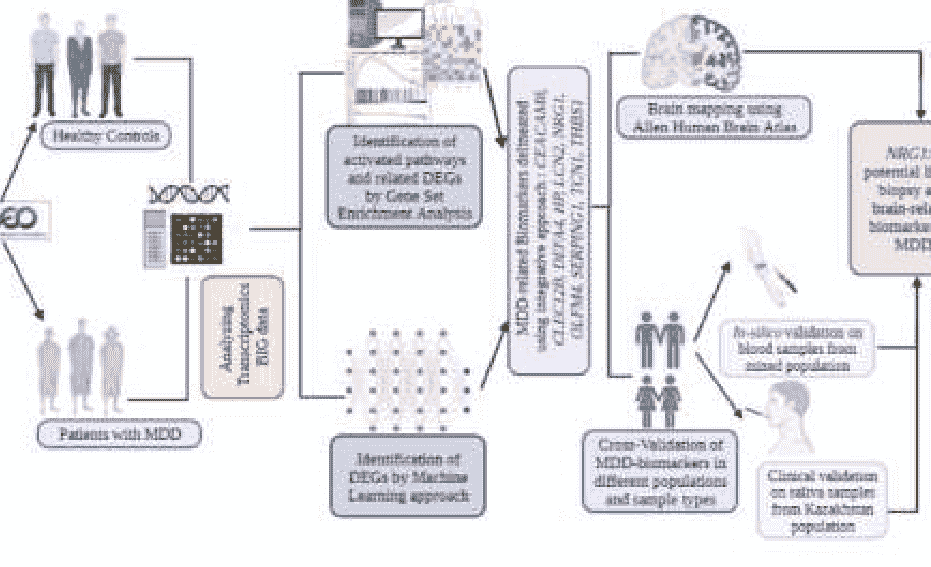 Healthy Controls
EO
Patients with MDD
Analyzing
Transcriptomics
BIG data
Identification of
activated pathways
and related DEGs
by Gene Set
Enrichment Analysis
Identification of
DEGs by Machine
Learning approach
MDD-related Biomarkers delineated
using integrative approach : CEACAM8,
CLEC12B, DEFA4, HP, LCN2, NRG1,
OLFM4, SERPING1, TCN1, THBS1
Brain mapping using
Allen Human Brain Atlas
Cross-Validation of
MDD-biomarkers in
different populations
and sample types
In-silico validation on
blood samples from
mixed population
Clinical validation
on saliva samples
from Kazakhstan
population
NRG1
potential
biopsy
brain-rela
biomarke
MDD